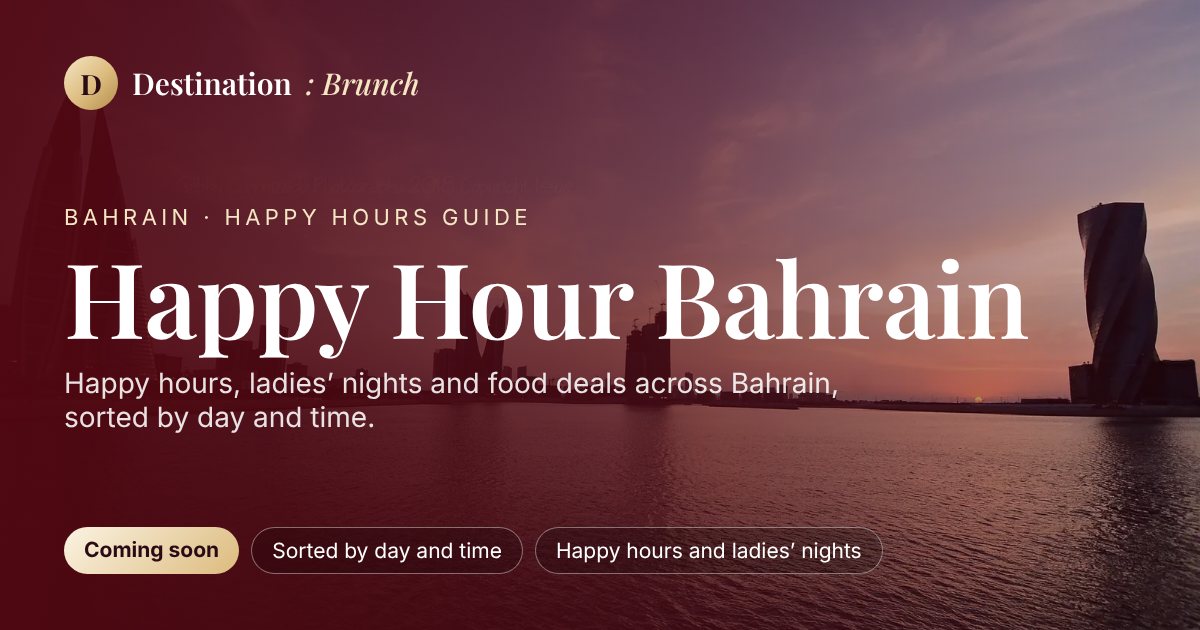 D Destination : Brunch
BAHRAIN · HAPPY HOURS GUIDE
Happy Hour Bahrain
Happy hours, ladies’ nights and food deals across Bahrain,
sorted by day and time.
Coming soon
Sorted by day and time
Happy hours and ladies’ nights